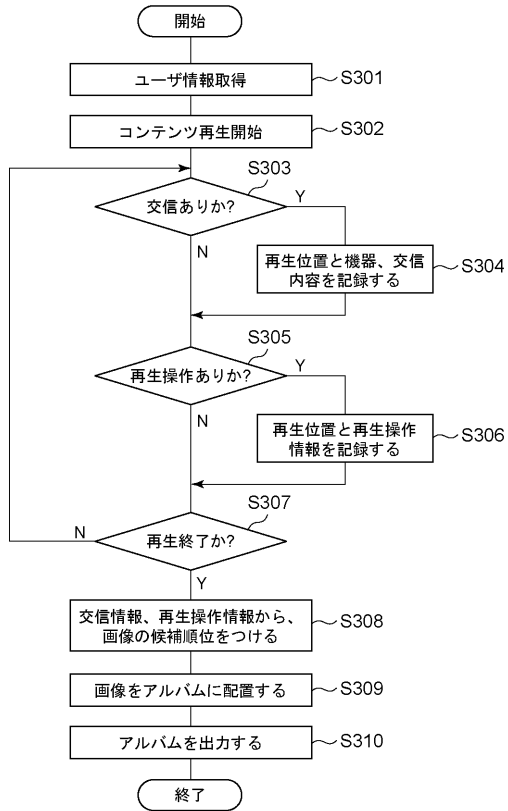 開始
ユーザ情報取得
S301
コンテンツ再生開始
S302
S303
交信ありか?
Y
N
再生位置と機器、交信
内容を記録する
S304
S305
再生操作ありか?
Y
N
再生位置と再生操作
情報を記録する
S306
S307
再生終了か?
N
Y
交信情報、再生操作情報から、
画像の候補順位をつける
S308
画像をアルバムに配置する
S309
アルバムを出力する
S310
終了